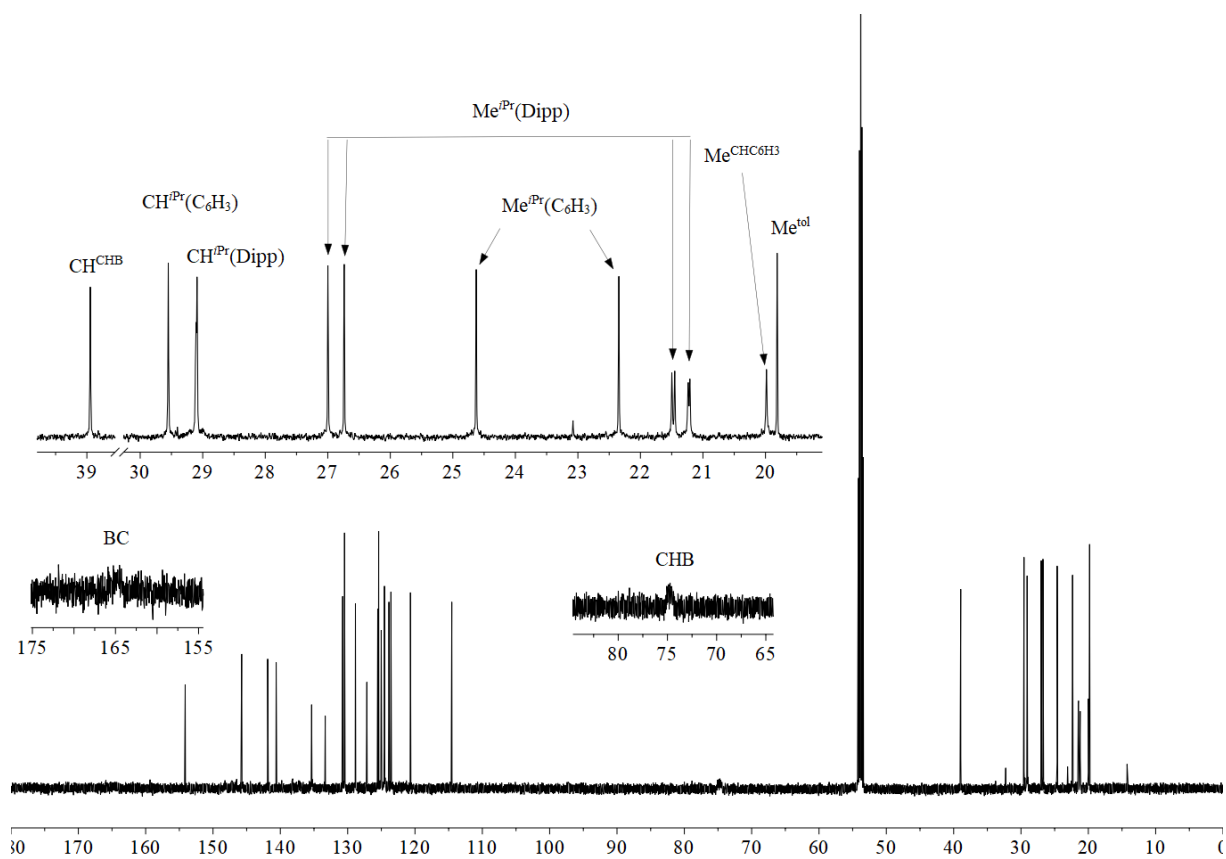 Me^iPr(Dipp)
Me^CHC6H3
CH^iPr(C₆H₃)
Me^iPr(C₆H₃)
Me^tol
CH^CHB
CH^iPr(Dipp)
39 30 29 28 27 26 25 24 23 22 21 20
BC
CHB
175 165 155
80 75 70 65
80 170 160 150 140 130 120 110 100 90 80 70 60 50 40 30 20 10 0